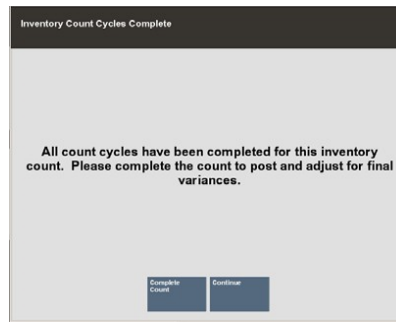 Inventory Count Cycles Complete
All count cycles have been completed for this inventory
count. Please complete the count to post and adjust for final
variances.
Complete
Count
Continue